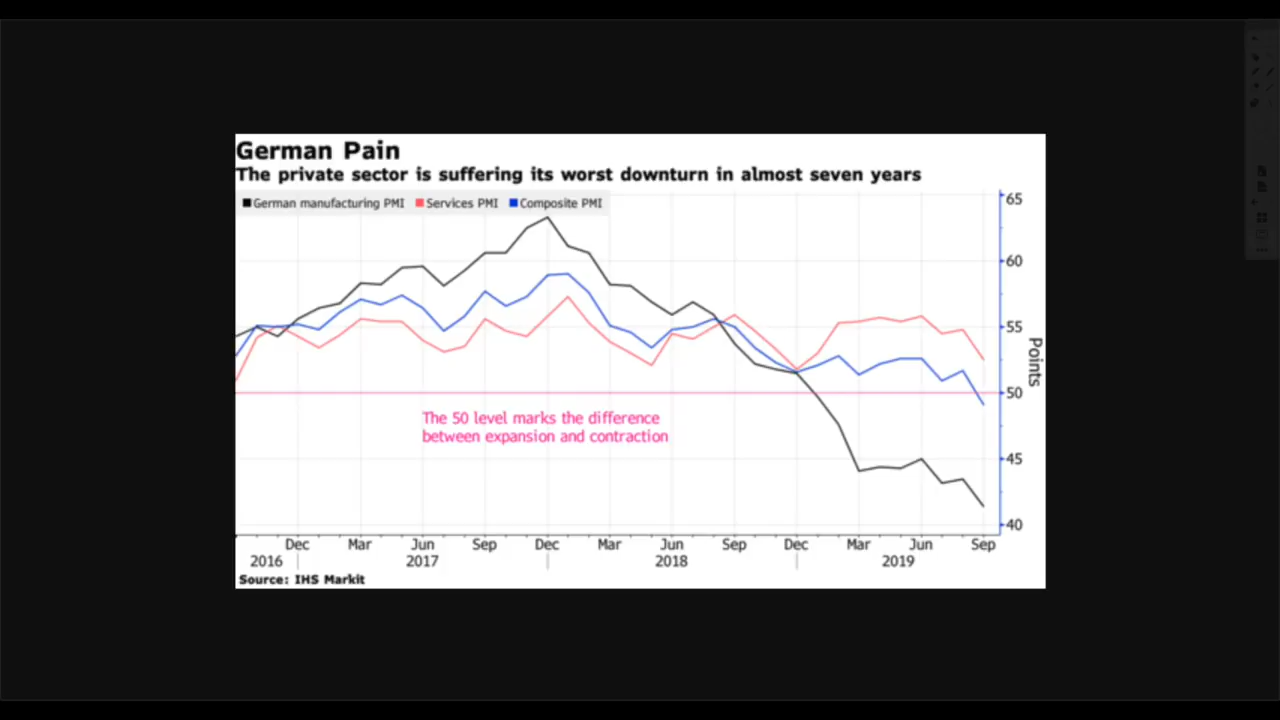 German Pain
The private sector is suffering its worst downturn in almost seven years
German manufacturing PMI Services PMI Composite PMI
65
60
55
50
45
40
Points
The 50 level marks the difference
between expansion and contraction
Dec Mar Jun Sep Dec Mar Jun Sep Dec Mar Jun Sep
2016 2017 2018 2019
Source: IHS Markit